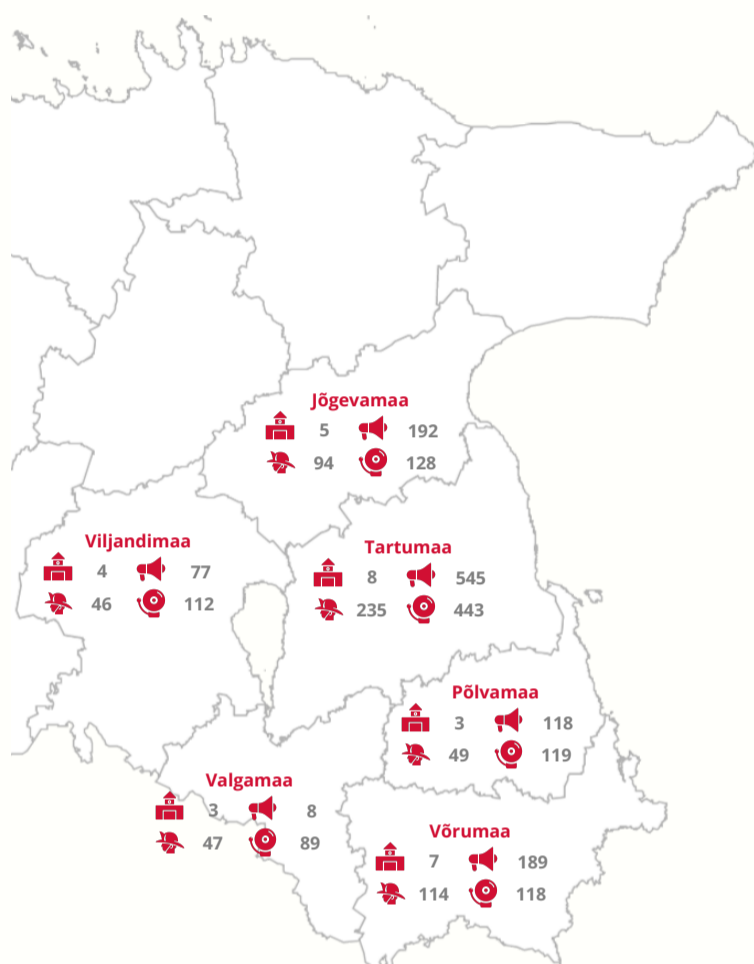 Jõgevamaa
5 192
94 128
Viljandimaa
4 77
46 112
Tartumaa
8 545
235 443
Põlvamaa
3 118
49 119
Valgamaa
3 8
47 89
Võrumaa
7 189
114 118